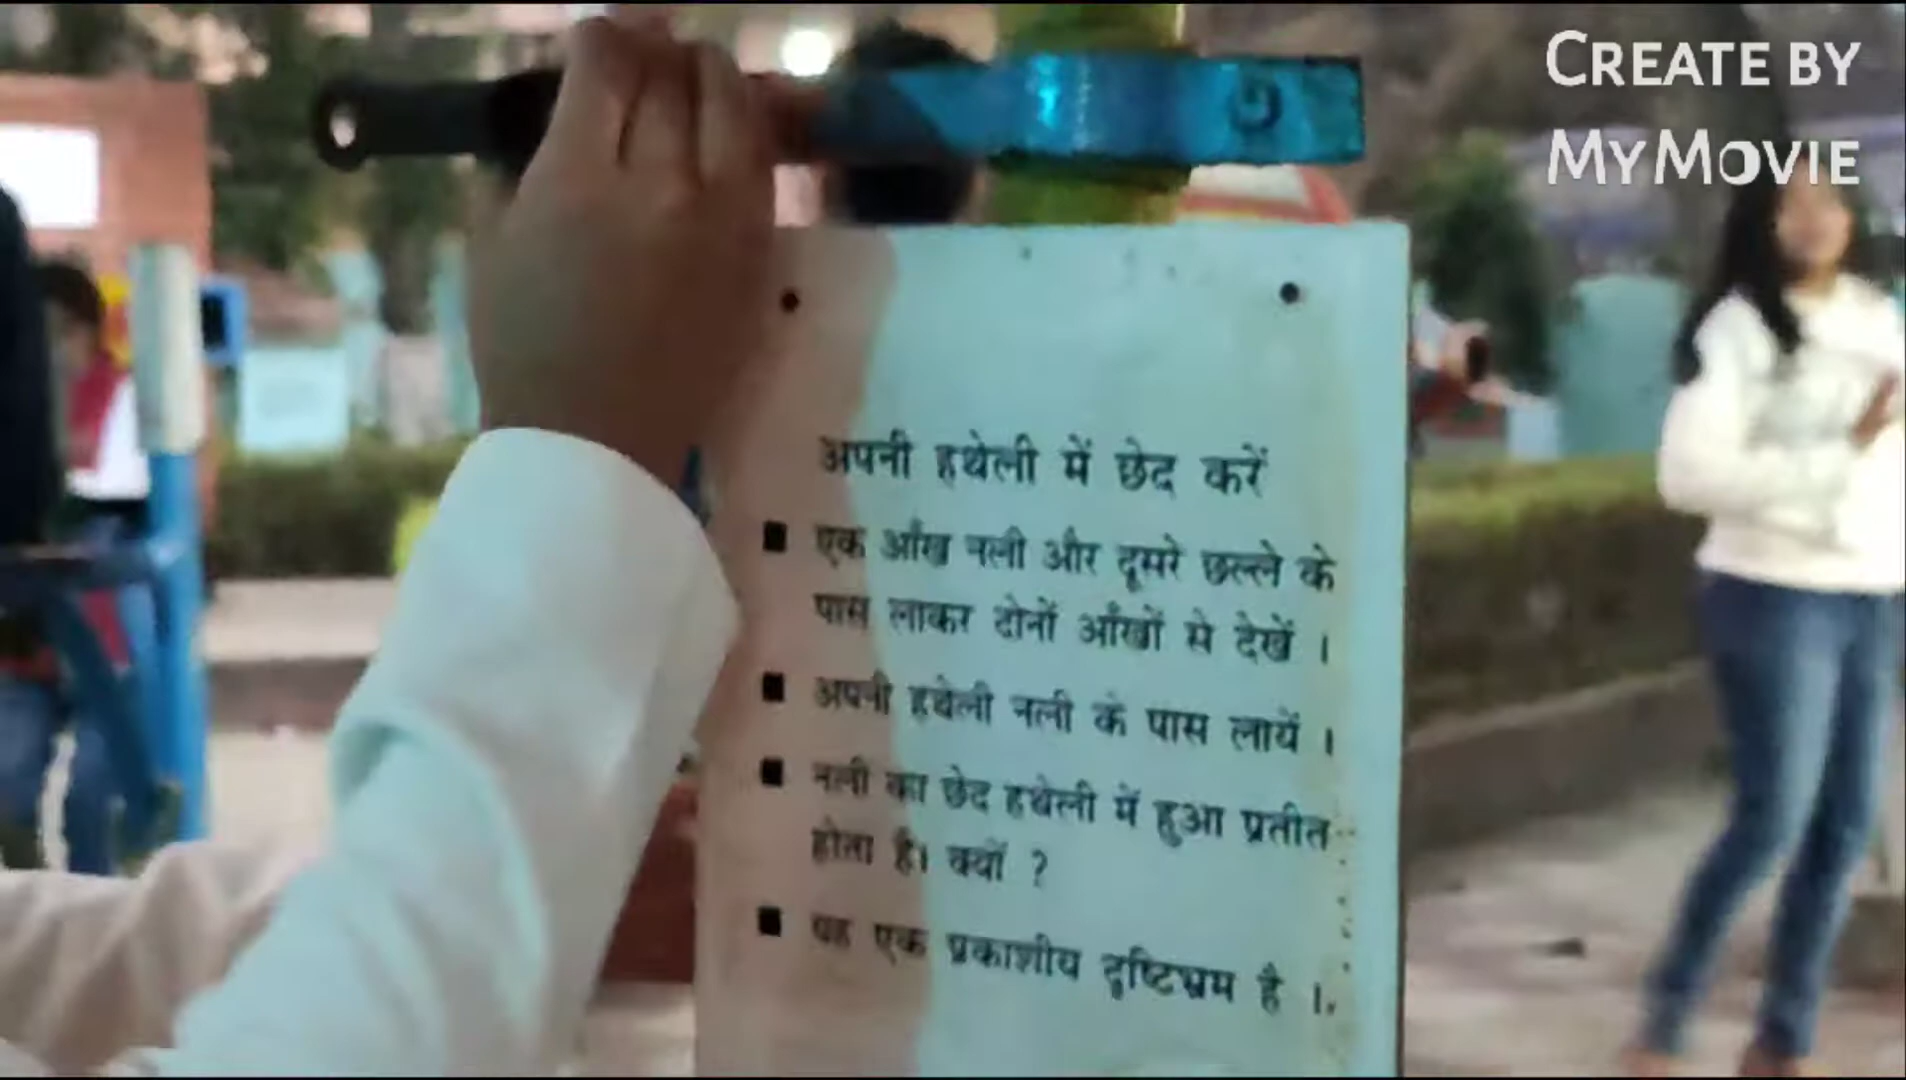 CREATE BY
MYMOVIE
अपनी हथेली में छेद करें
■ एक आँख नली और दूसरे छल्ले के
पास लाकर दोनों आँखों से देखें ।
■ अपनी हथेली नली के पास लायें ।
■ नली का छेद हथेली में हुआ प्रतीत
होता है। क्यों ?
■ यह एक प्रकाशीय दृष्टिभ्रम है ।